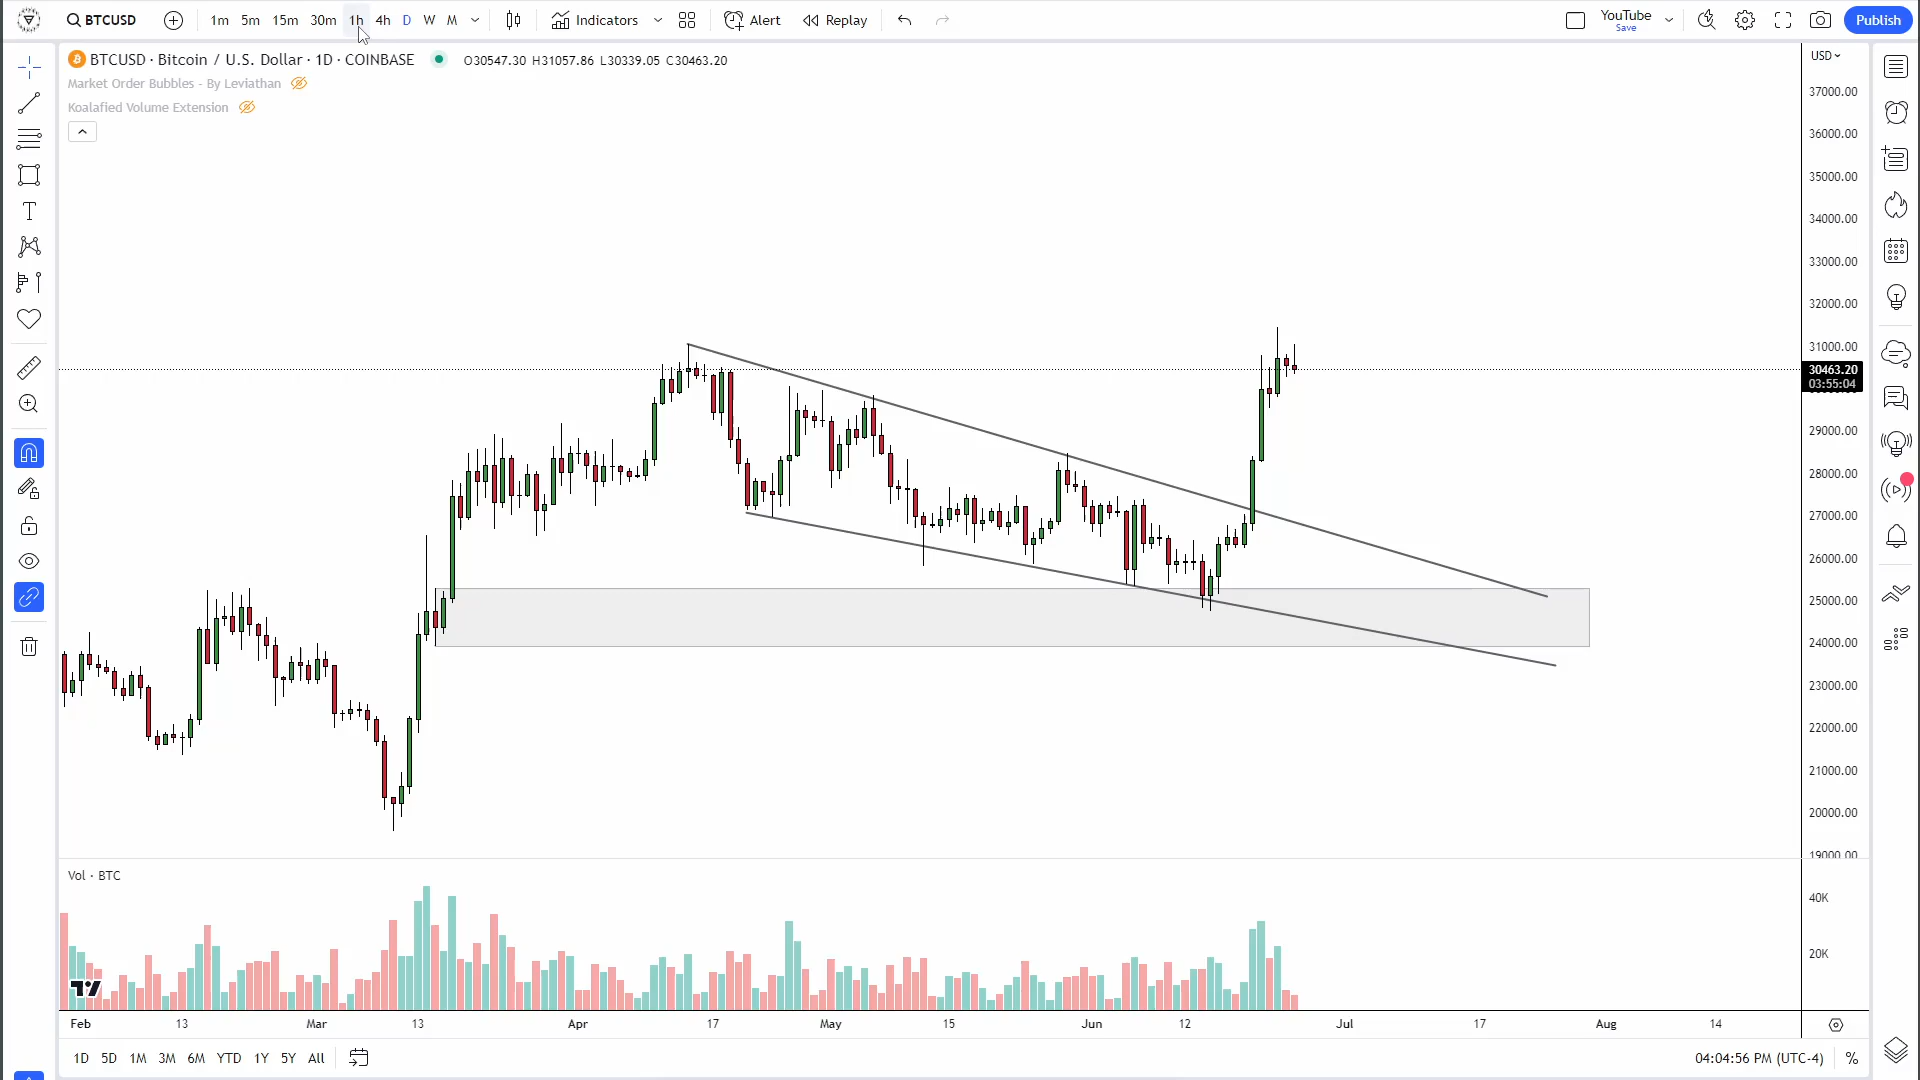 BTCUSD 1m 5m 15m 30m 1h 4h D W M Indicators Alert Replay YouTube Save Publish
BTCUSD · Bitcoin / U.S. Dollar · 1D · COINBASE O30547.30 H31057.86 L30339.05 C30463.20 USD
Market Order Bubbles - By Leviathan
Koalafied Volume Extension
37000.00
36000.00
35000.00
34000.00
33000.00
32000.00
31000.00
30463.20
03:55:04
29000.00
28000.00
27000.00
26000.00
25000.00
24000.00
23000.00
22000.00
21000.00
20000.00
19000.00
Vol · BTC
40K
20K
Feb 13 Mar 13 Apr 17 May 15 Jun 12 Jul 17 Aug 14
1D 5D 1M 3M 6M YTD 1Y 5Y All 04:04:56 PM (UTC-4) %